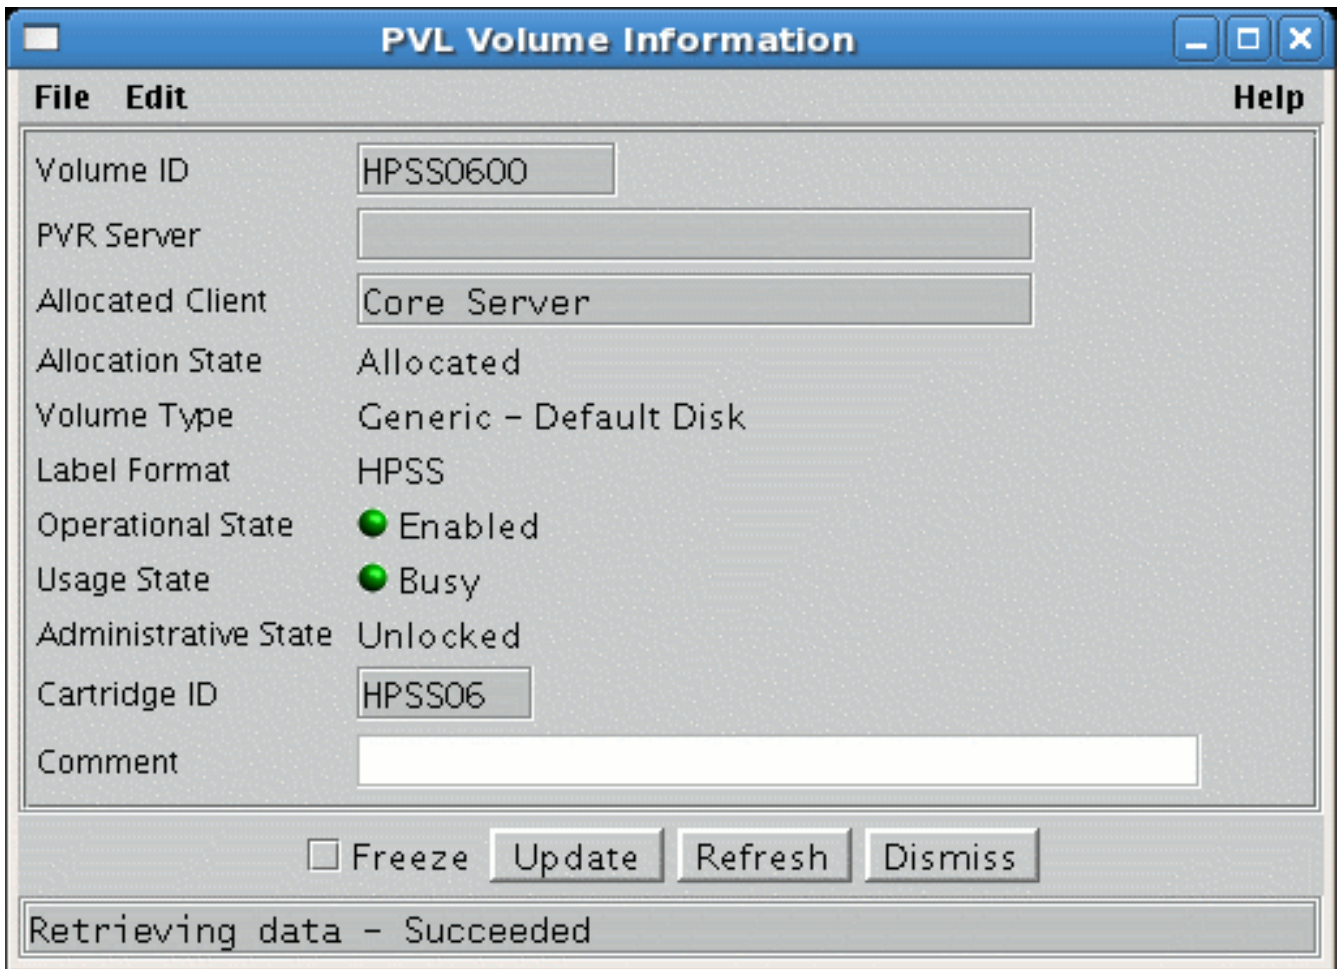 PVL Volume Information
File Edit Help
Volume ID HPSS0600
PVR Server
Allocated Client Core Server
Allocation State Allocated
Volume Type Generic – Default Disk
Label Format HPSS
Operational State Enabled
Usage State Busy
Administrative State Unlocked
Cartridge ID HPSS06
Comment
Freeze Update Refresh Dismiss
Retrieving data – Succeeded